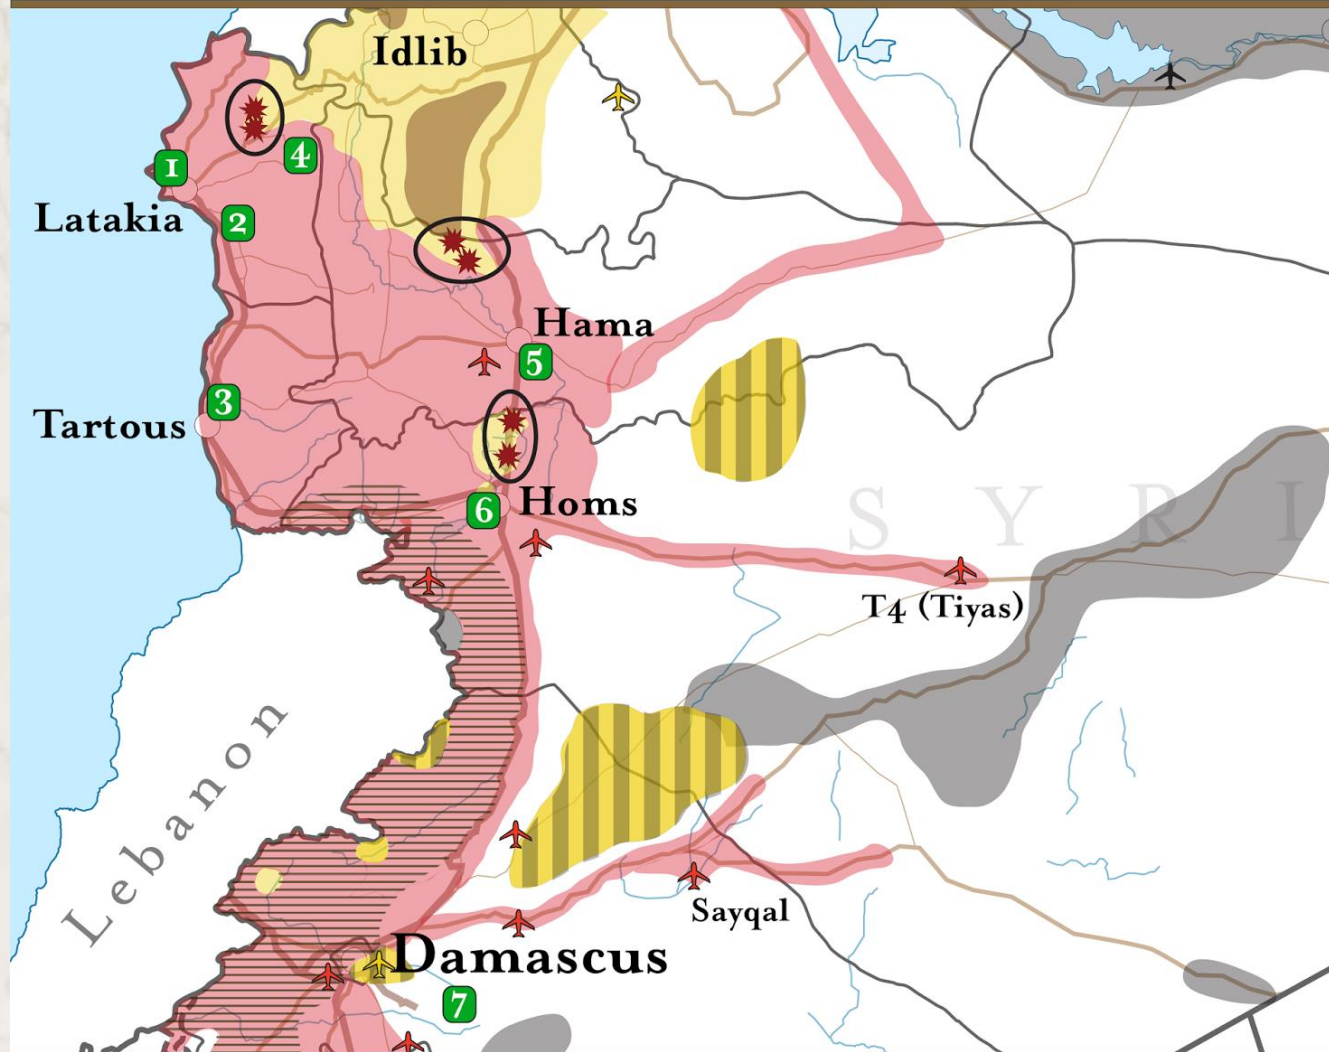 Idlib
4
1
Latakia
2
Hama
5
3
Tartous
6
Homs
S Y R I
T4 (Tiyas)
Lebanon
Sayqal
Damascus
7